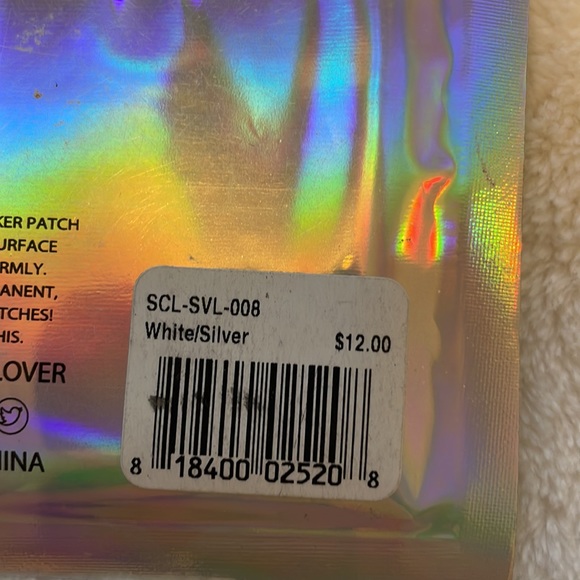 KER PATCH
URFACE
RMLY.
ANENT,
TCHES!
HIS.
LOVER
INA
SCL-SVL-008
White/Silver $12.00
8 18400 02520 8